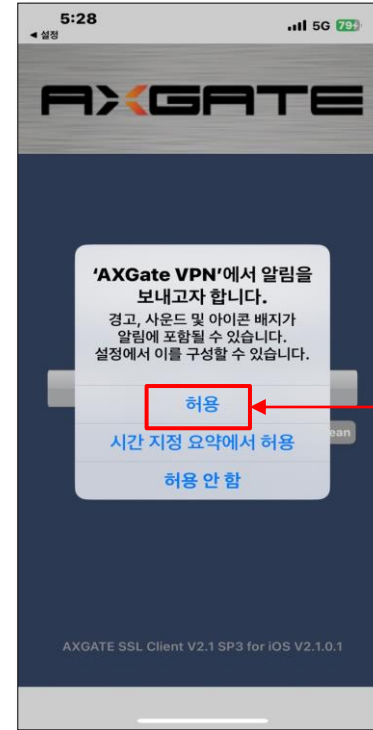 5:28
5G 79
◀ 설정
AXGATE
‘AXGate VPN’에서 알림을
보내고자 합니다.
경고, 사운드 및 아이콘 배지가
알림에 포함될 수 있습니다.
설정에서 이를 구성할 수 있습니다.
허용
ean
시간 지정 요약에서 허용
허용 안 함
AXGATE SSL Client V2.1 SP3 for iOS V2.1.0.1